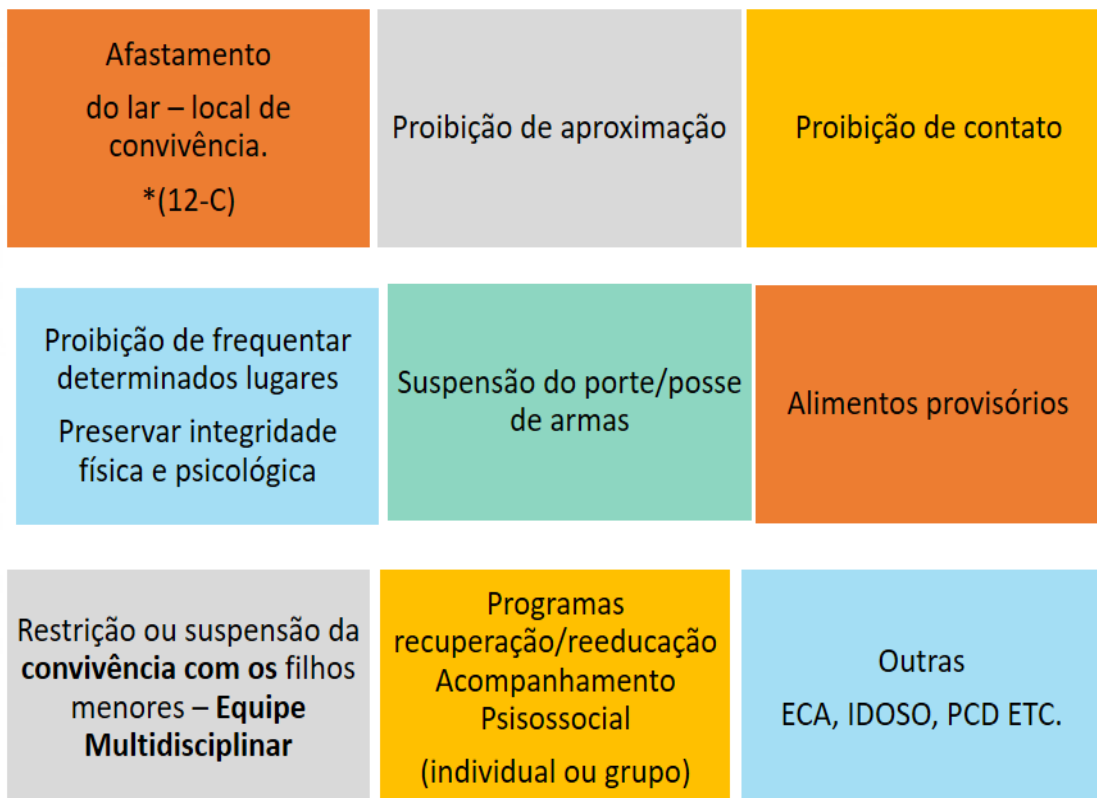 Afastamento
do lar – local de
convivência.
*(12-C)
Proibição de aproximação
Proibição de contato
Proibição de frequentar
determinados lugares
Preservar integridade
física e psicológica
Suspensão do porte/posse
de armas
Alimentos provisórios
Restrição ou suspensão da
convivência com os filhos
menores – Equipe
Multidisciplinar
Programas
recuperação/reeducação
Acompanhamento
Psisossocial
(individual ou grupo)
Outras
ECA, IDOSO, PCD ETC.